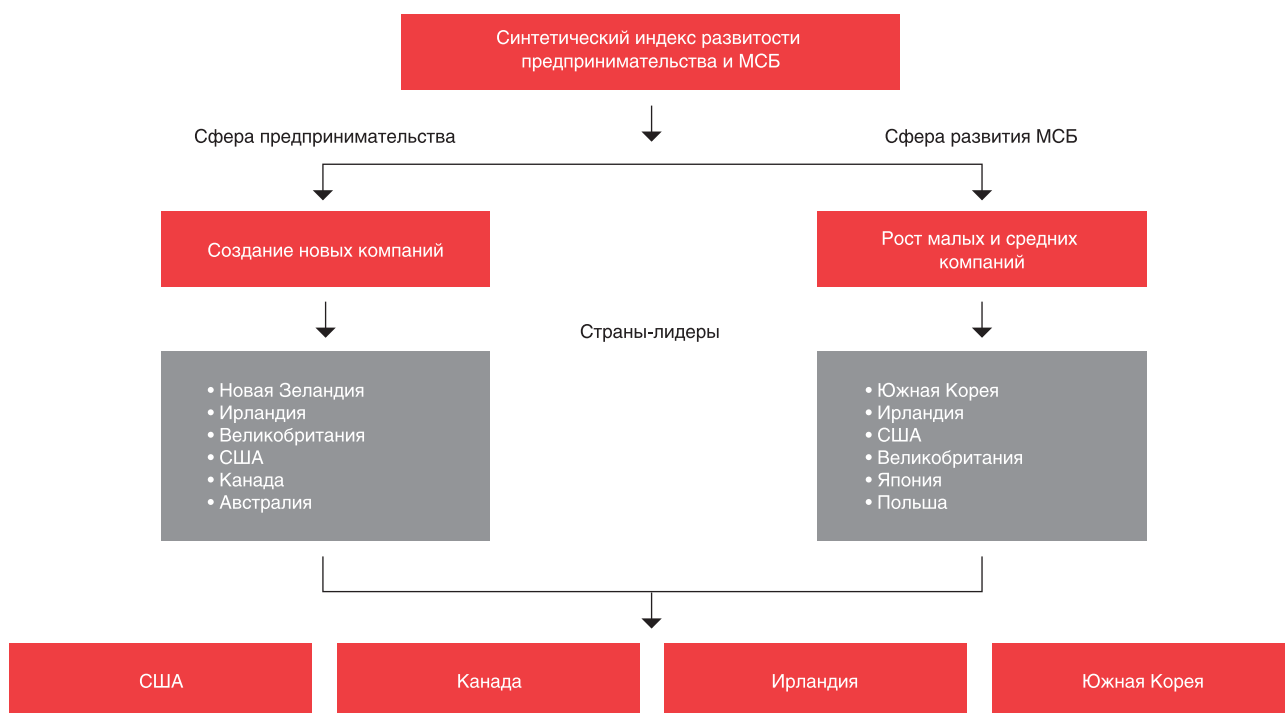 Синтетический индекс развитости
предпринимательства и МСБ
Сфера предпринимательства
Сфера развития МСБ
Создание новых компаний
Рост малых и средних
компаний
Страны-лидеры
• Новая Зеландия
• Ирландия
• Великобритания
• США
• Канада
• Австралия
• Южная Корея
• Ирландия
• США
• Великобритания
• Япония
• Польша
США
Канада
Ирландия
Южная Корея